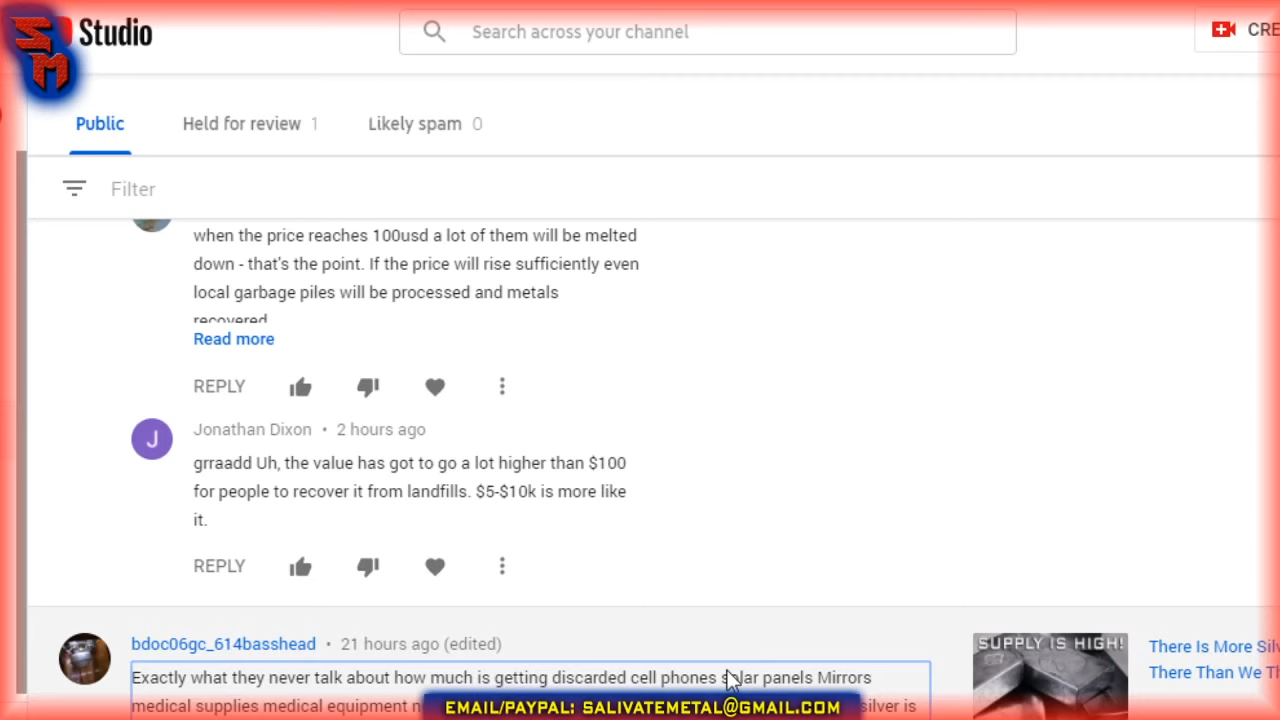 SM
Studio
Search across your channel
CRE
Public
Held for review 1
Likely spam 0
Filter
when the price reaches 100usd a lot of them will be melted
down - that's the point. If the price will rise sufficiently even
local garbage piles will be processed and metals
recovered
Read more
REPLY
J
Jonathan Dixon • 2 hours ago
grraadd Uh, the value has got to go a lot higher than $100
for people to recover it from landfills. $5-$10k is more like
it.
REPLY
bdoc06gc_614basshead • 21 hours ago (edited)
Exactly what they never talk about how much is getting discarded cell phones solar panels Mirrors
medical supplies medical equipment
silver is
SUPPLY IS HIGH!
There Is More Sil
There Than We T
EMAIL/PAYPAL: SALIVATEMETAL@GMAIL.COM